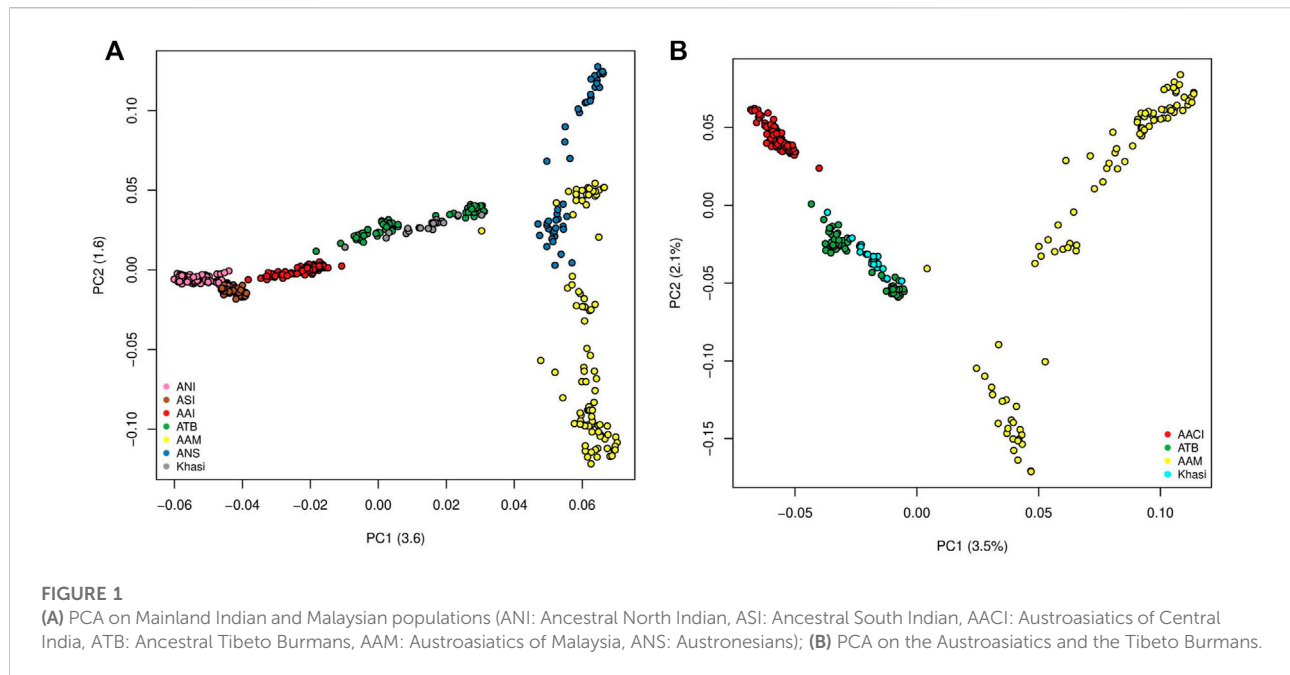 A
B
PC2 (1.6)
0.10
0.05
0.00
−0.05
−0.10
ANI
ASI
AAI
ATB
AAM
ANS
Khasi
−0.06 −0.04 −0.02 0.00 0.02 0.04 0.06
PC1 (3.6)
PC2 (2.1%)
0.05
0.00
−0.05
−0.10
−0.15
AACI
ATB
AAM
Khasi
−0.05 0.00 0.05 0.10
PC1 (3.5%)
FIGURE 1
(A) PCA on Mainland Indian and Malaysian populations (ANI: Ancestral North Indian, ASI: Ancestral South Indian, AACI: Austroasiatics of Central
India, ATB: Ancestral Tibeto Burmans, AAM: Austroasiatics of Malaysia, ANS: Austronesians); (B) PCA on the Austroasiatics and the Tibeto Burmans.